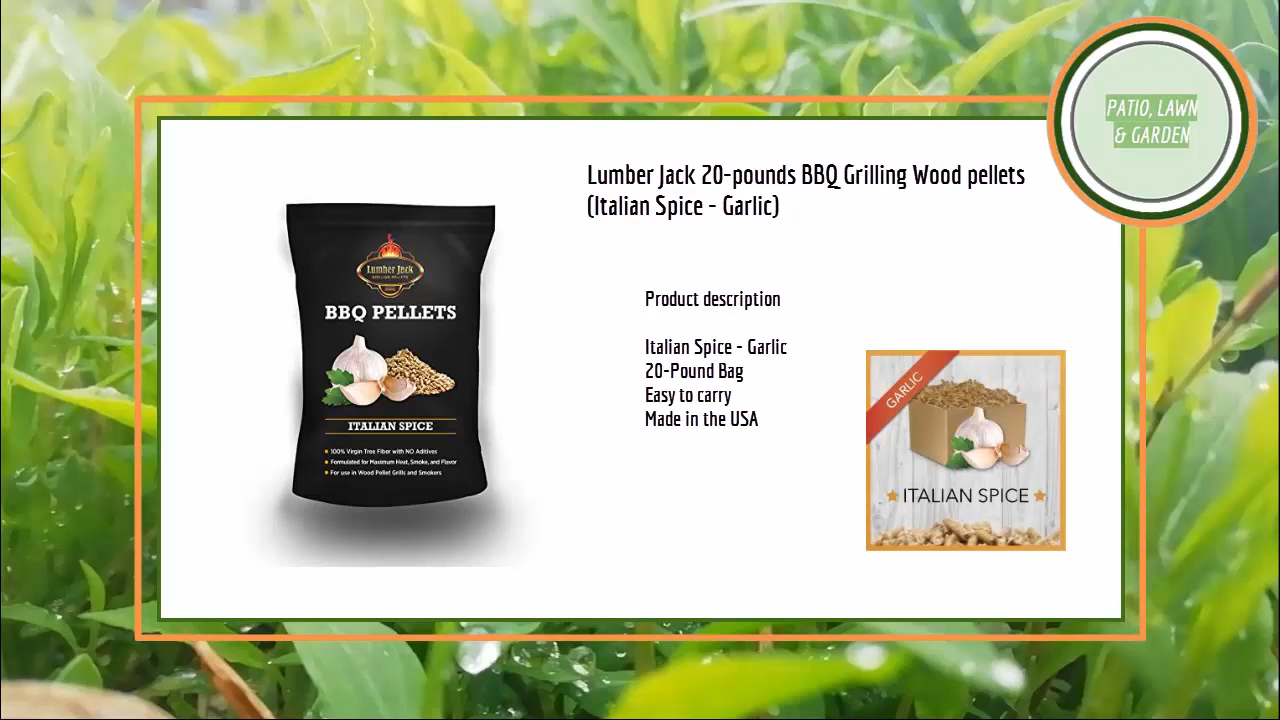 PATIO, LAWN
& GARDEN
Lumber Jack 20-pounds BBQ Grilling Wood pellets
(Italian Spice - Garlic)
Product description
Italian Spice - Garlic
20-Pound Bag
Easy to carry
Made in the USA
Lumber Jack
BBQ PELLETS
ITALIAN SPICE
100% Virgin Tree Fiber with NO Aditives
Formulated for Maximum Heat, Smoke, and Flavor
For use in Wood Pellet Grills and Smokers
GARLIC
ITALIAN SPICE